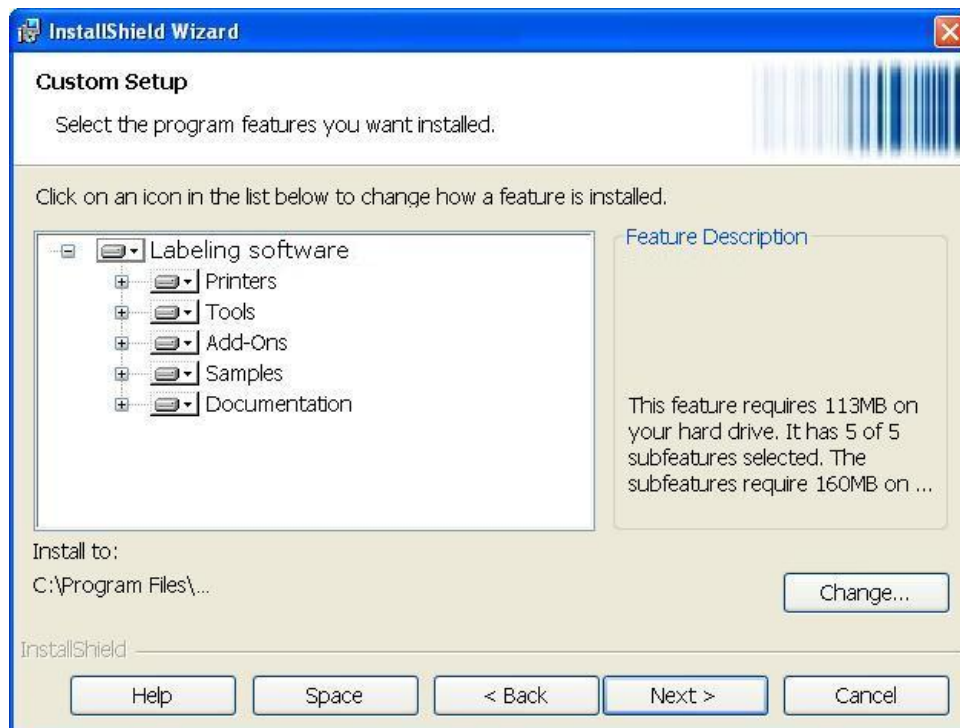 InstallShield Wizard
Custom Setup
Select the program features you want installed.
Click on an icon in the list below to change how a feature is installed.
Labeling software
Printers
Tools
Add-Ons
Samples
Documentation
Feature Description
This feature requires 113MB on
your hard drive. It has 5 of 5
subfeatures selected. The
subfeatures require 160MB on ...
Install to:
C:\Program Files\...
Change...
InstallShield
Help
Space
< Back
Next >
Cancel